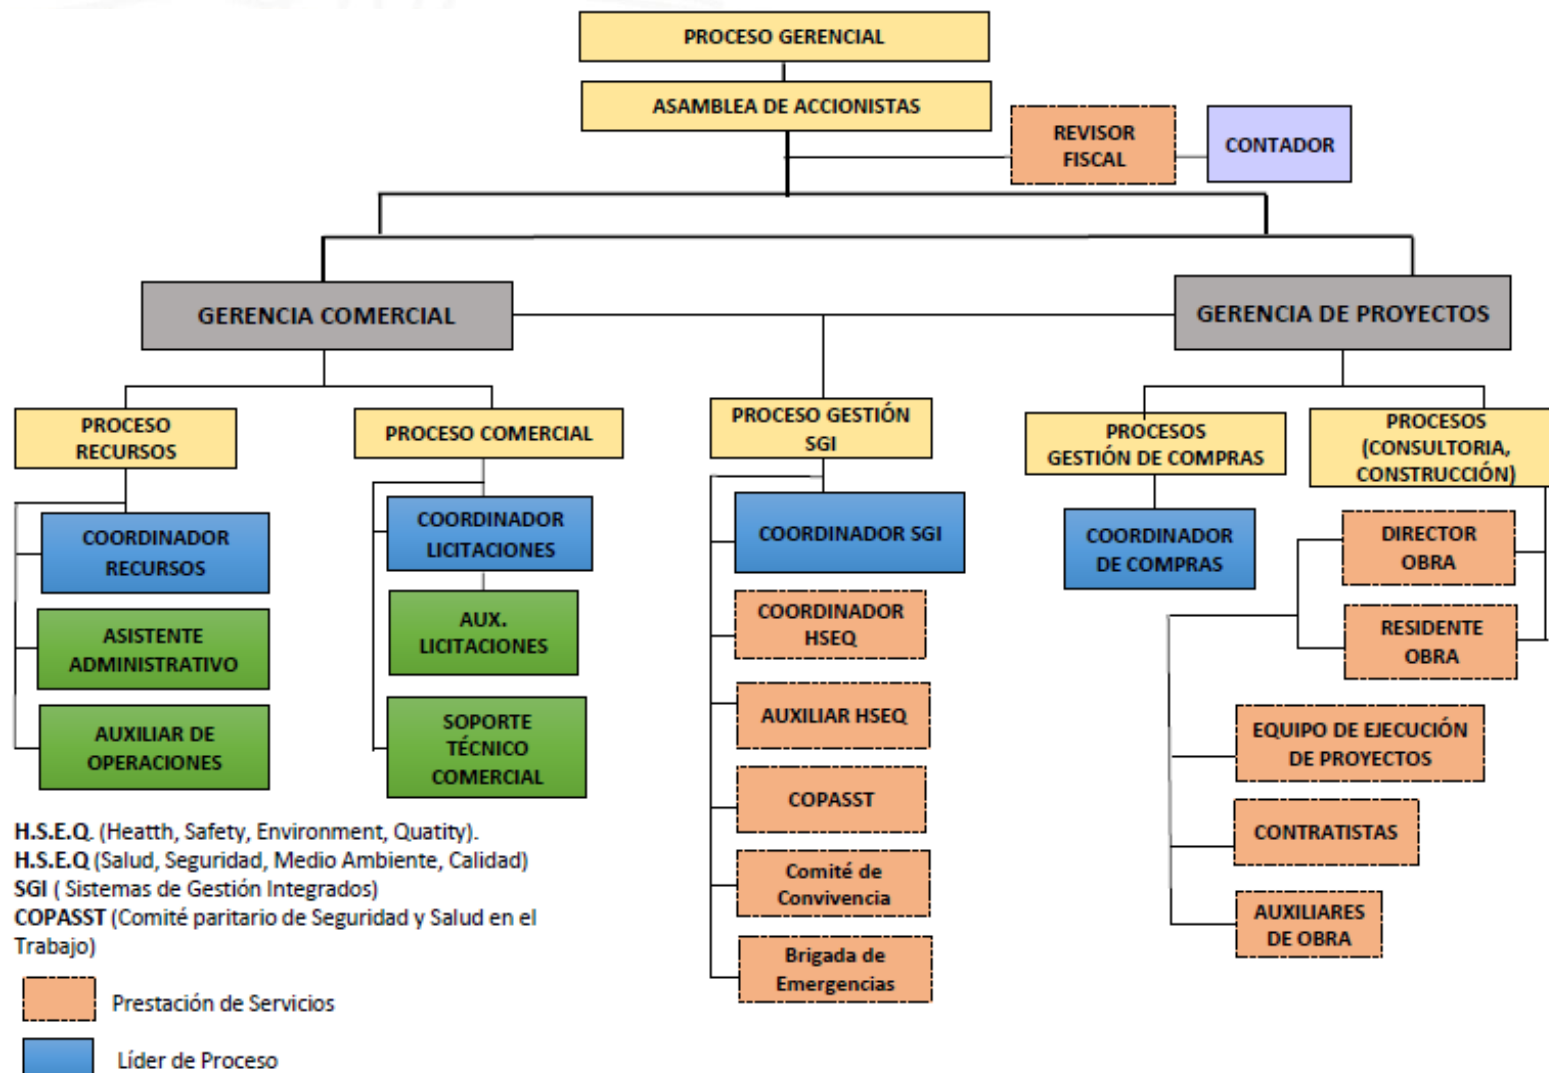 PROCESO GERENCIAL
ASAMBLEA DE ACCIONISTAS
REVISOR
FISCAL
CONTADOR
GERENCIA COMERCIAL
GERENCIA DE PROYECTOS
PROCESO
RECURSOS
PROCESO COMERCIAL
PROCESO GESTIÓN
SGI
PROCESOS
GESTIÓN DE COMPRAS
PROCESOS
(CONSULTORIA,
CONSTRUCCIÓN)
COORDINADOR
RECURSOS
ASISTENTE
ADMINISTRATIVO
AUXILIAR DE
OPERACIONES
COORDINADOR
LICITACIONES
AUX.
LICITACIONES
SOPORTE
TÉCNICO
COMERCIAL
COORDINADOR SGI
COORDINADOR
HSEQ
AUXILIAR HSEQ
COPASST
Comité de
Convivencia
Brigada de
Emergencias
COORDINADOR
DE COMPRAS
DIRECTOR
OBRA
RESIDENTE
OBRA
EQUIPO DE EJECUCIÓN
DE PROYECTOS
CONTRATISTAS
AUXILIARES
DE OBRA
H.S.E.Q. (Heatth, Safety, Environment, Quatity).
H.S.E.Q (Salud, Seguridad, Medio Ambiente, Calidad)
SGI ( Sistemas de Gestión Integrados)
COPASST (Comité paritario de Seguridad y Salud en el
Trabajo)
Prestación de Servicios
Líder de Proceso